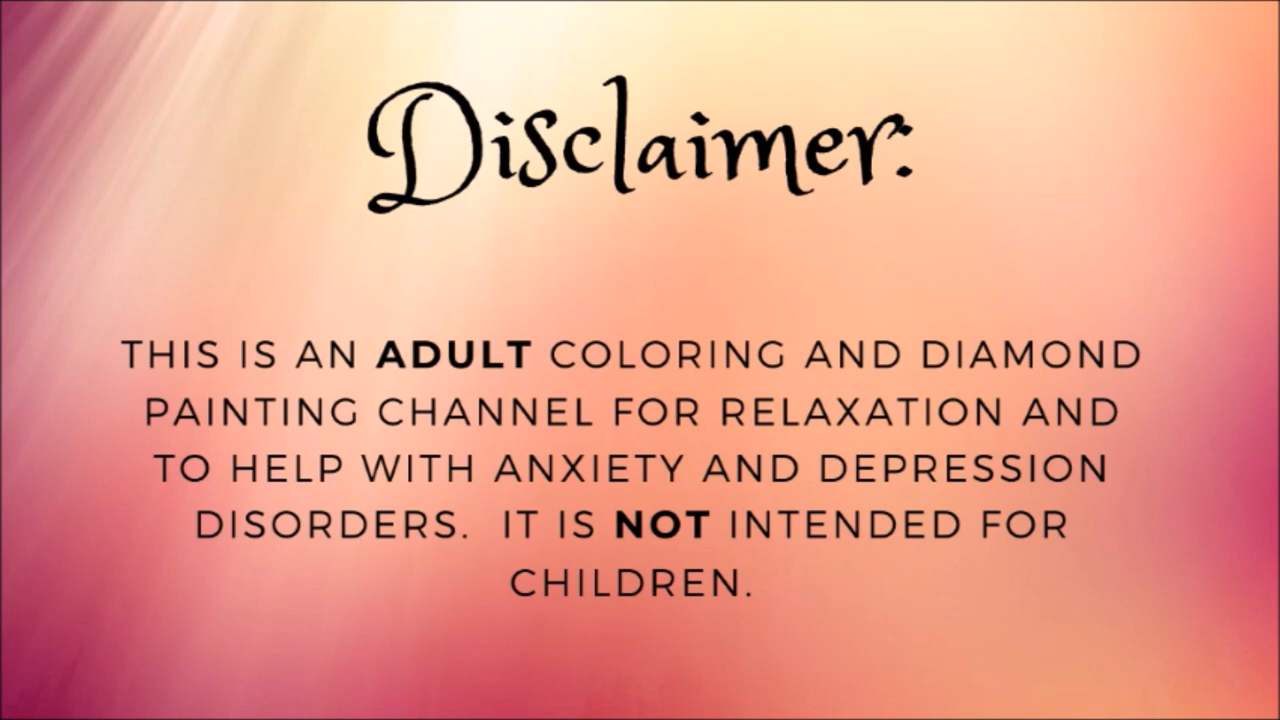 Disclaimer:
THIS IS AN ADULT COLORING AND DIAMOND
PAINTING CHANNEL FOR RELAXATION AND
TO HELP WITH ANXIETY AND DEPRESSION
DISORDERS. IT IS NOT INTENDED FOR
CHILDREN.